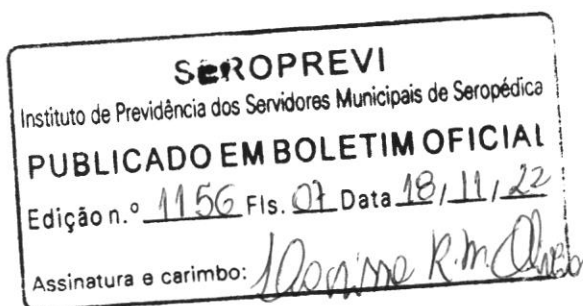 SEROPREVI
Instituto de Previdência dos Servidores Municipais de Seropédica
PUBLICADO EM BOLETIM OFICIAL
Edição n.º 1156 Fls. 07 Data 18/11/22
Assinatura e carimbo: R.M.